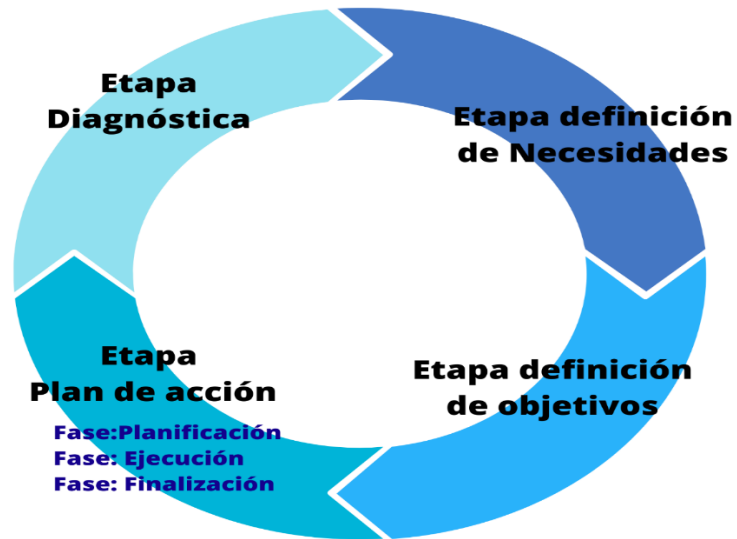 Etapa
Diagnóstica
Etapa definición
de Necesidades
Etapa definición
de objetivos
Etapa
Plan de acción
Fase:Planificación
Fase: Ejecución
Fase: Finalización